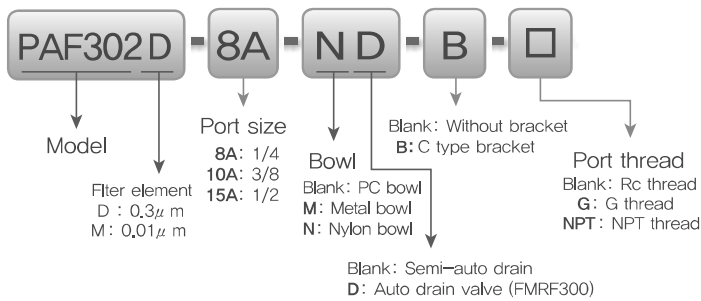 PAF302D - 8A - ND - B - □
Model
Flter element
D : 0.3μ m
M : 0.01μ m
Port size
8A: 1/4
10A: 3/8
15A: 1/2
Bowl
Blank: PC bowl
M: Metal bowl
N: Nylon bowl
Blank: Semi-auto drain
D: Auto drain valve (FMRF300)
Blank: Without bracket
B: C type bracket
Port thread
Blank: Rc thread
G: G thread
NPT: NPT thread